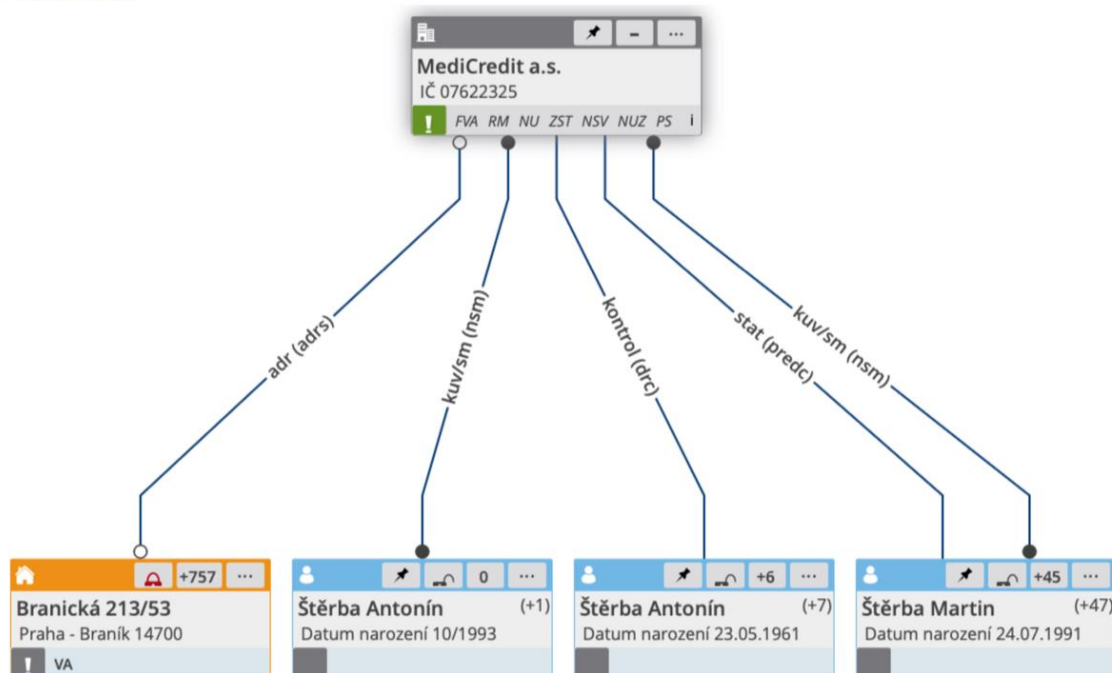 MediCredit a.s.
IČ 07622325
! FVA RM NU ZST NSV NUZ PS i
adr (adrs)
kuv/sm (nsm)
kontrol (drc)
stat (predc)
kuv/sm (nsm)
+757 ...
Branická 213/53
Praha - Braník 14700
! VA
0 ...
Štěrba Antonín (+1)
Datum narození 10/1993
+6 ...
Štěrba Antonín (+7)
Datum narození 23.05.1961
+45 ...
Štěrba Martin (+47)
Datum narození 24.07.1991